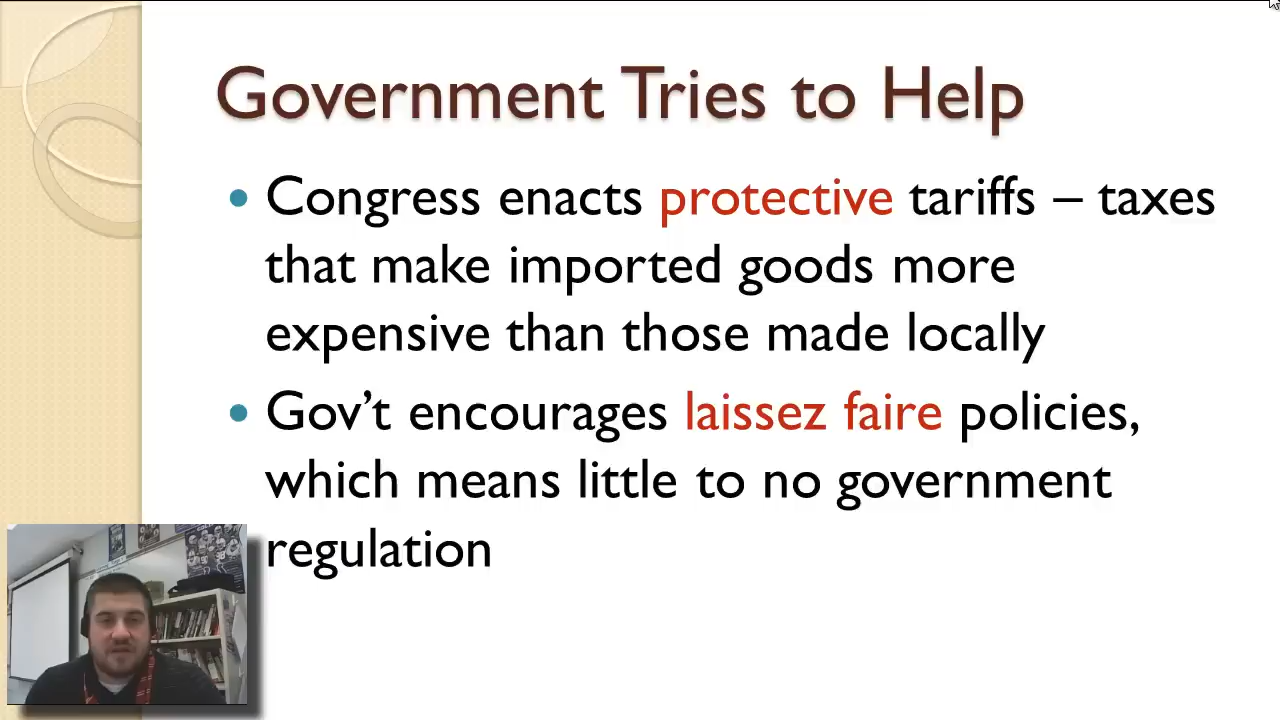 Government Tries to Help
Congress enacts protective tariffs – taxes
that make imported goods more
expensive than those made locally
Gov’t encourages laissez faire policies,
which means little to no government
regulation